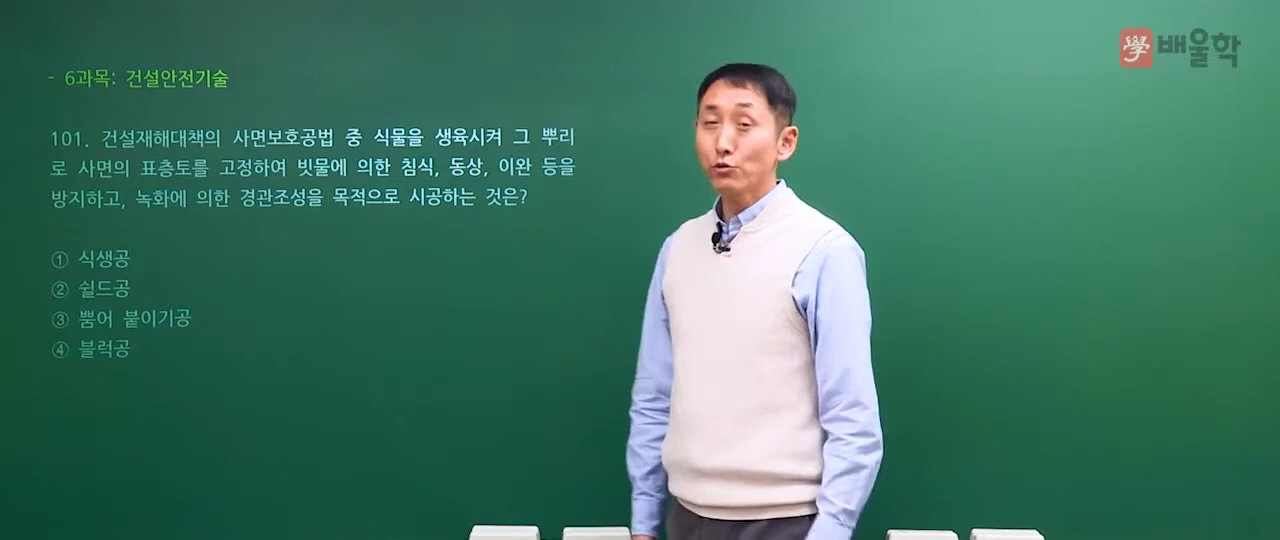 學 배울학
- 6과목: 건설안전기술
101. 건설재해대책의 사면보호공법 중 식물을 생육시켜 그 뿌리
로 사면의 표층토를 고정하여 빗물에 의한 침식, 동상, 이완 등을
방지하고, 녹화에 의한 경관조성을 목적으로 시공하는 것은?
① 식생공
② 쉴드공
③ 뿜어 붙이기공
④ 블럭공